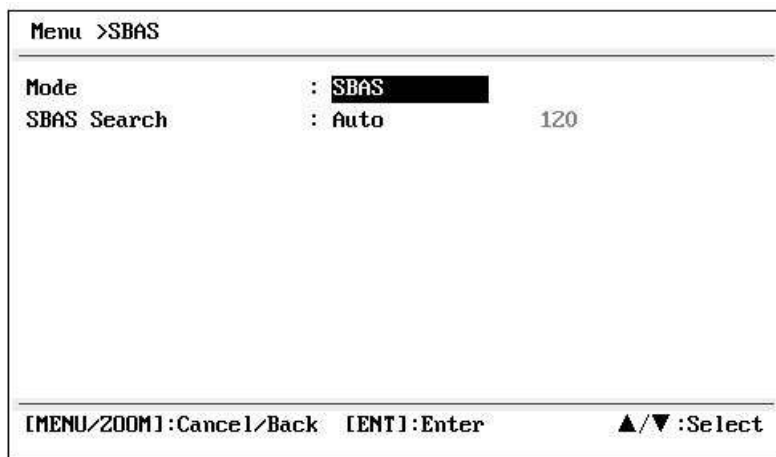 Menu >SBAS
Mode : SBAS
SBAS Search : Auto 120
[MENU/ZOOM]:Cancel/Back [ENT]:Enter ▲/▼:Select